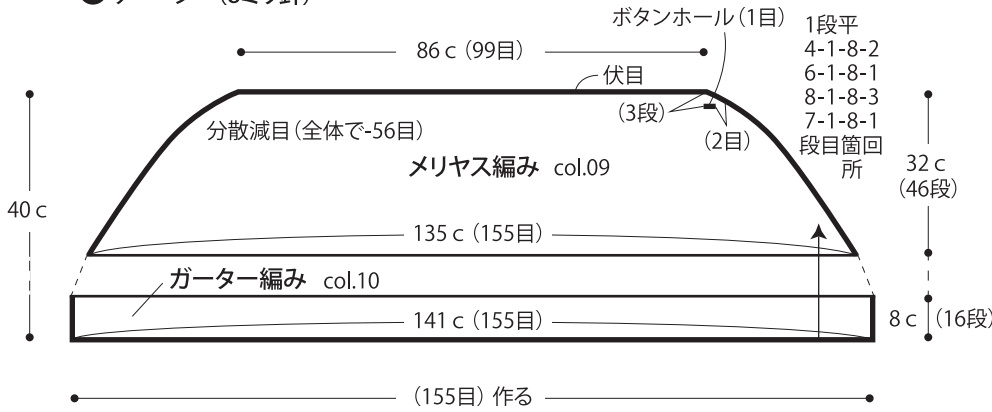 ボタンホール(1目)
86 c (99目)
1段平
4-1-8-2
6-1-8-1
8-1-8-3
7-1-8-1
段目箇回
所
伏目
(3段)
(2目)
分散減目(全体で-56目)
メリヤス編み col.09
32 c
(46段)
40 c
135 c (155目)
ガーター編み col.10
141 c (155目)
8 c (16段)
(155目) 作る